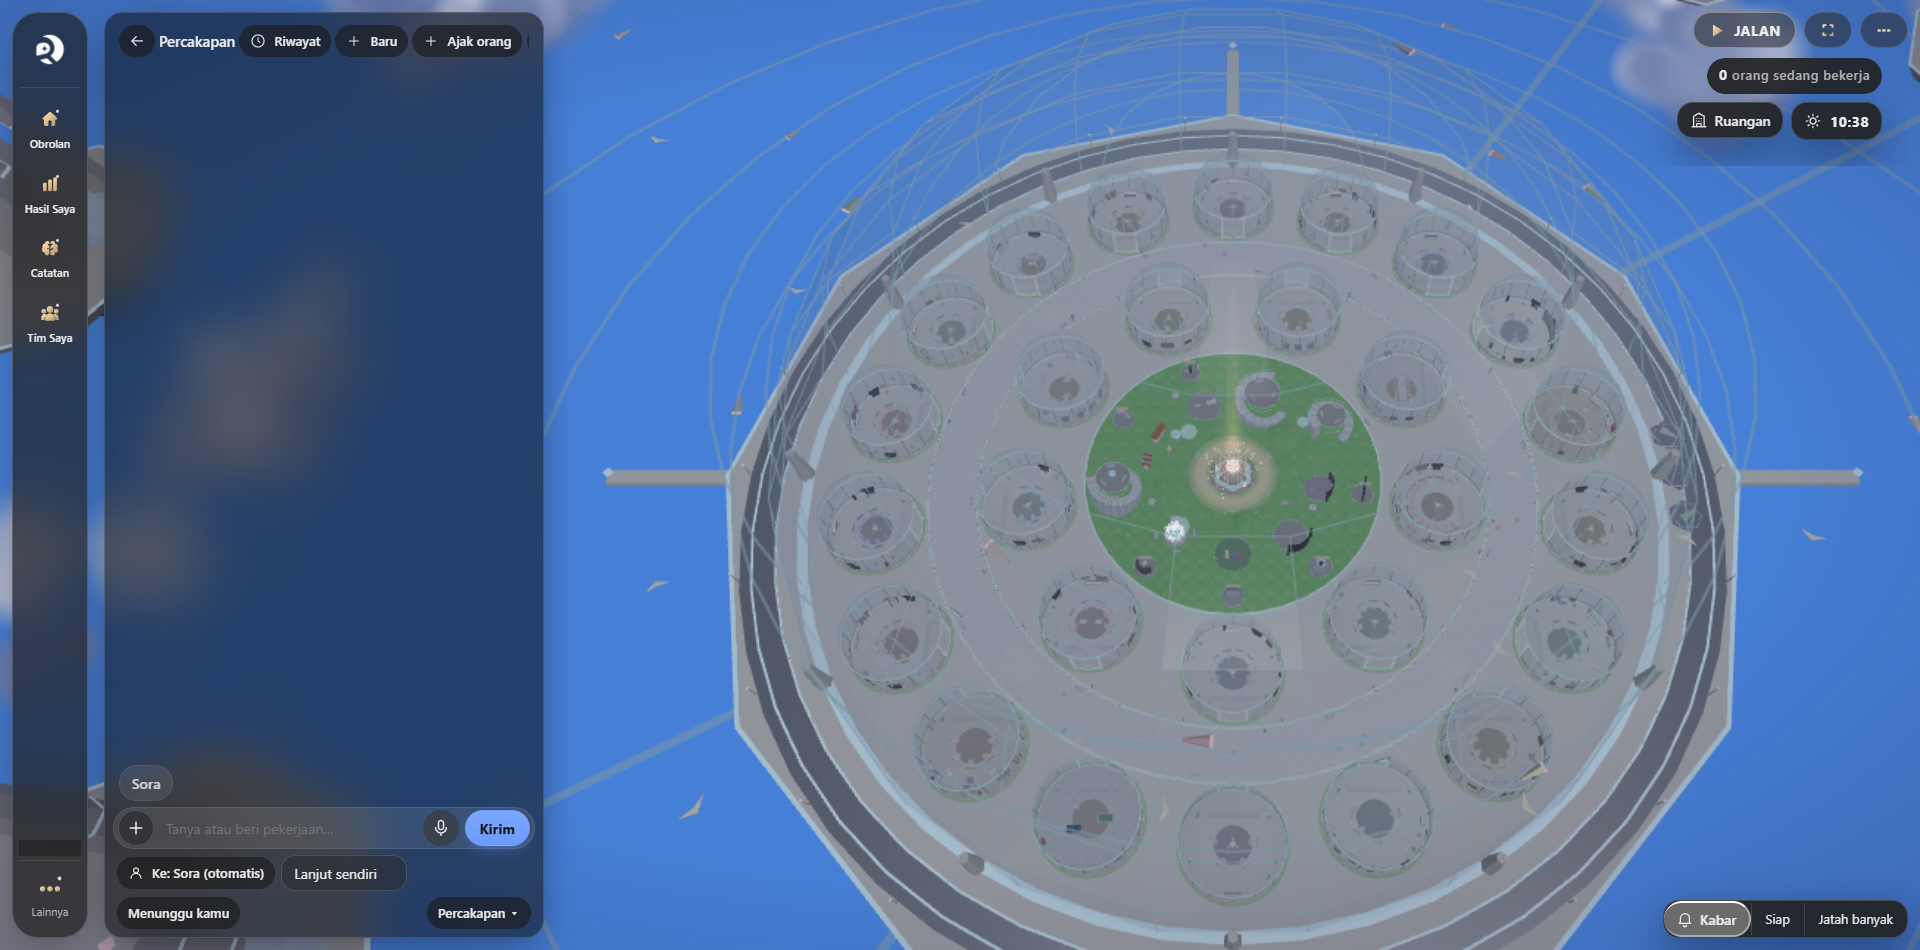 Percakapan
Riwayat
Baru
Ajak orang
Obrolan
Hasil Saya
Catatan
Tim Saya
Lainnya
Sora
Tanya atau beri pekerjaan...
Kirim
Ke: Sora (otomatis)
Lanjut sendiri
Menunggu kamu
Percakapan
JALAN
0 orang sedang bekerja
Ruangan
10:38
Kabar
Siap
Jatah banyak